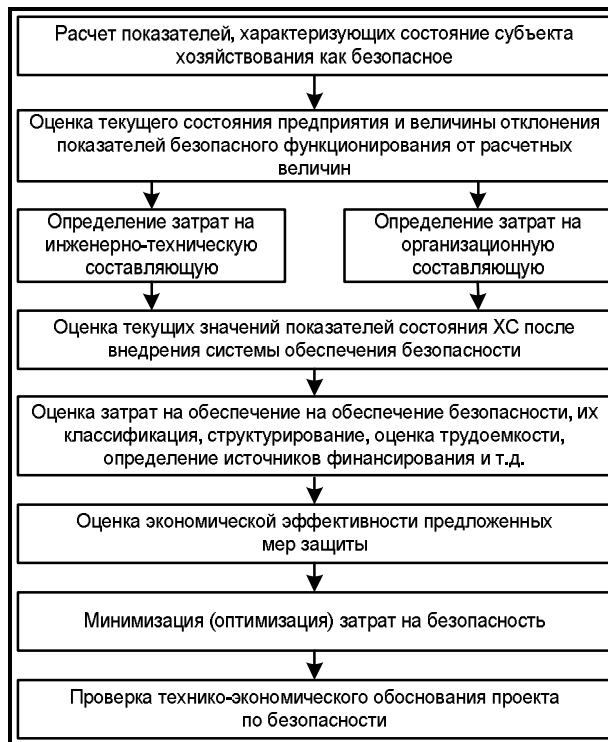 Расчет показателей, характеризующих состояние субъекта
хозяйствования как безопасное
Оценка текущего состояния предприятия и величины отклонения
показателей безопасного функционирования от расчетных
величин
Определение затрат на
инженерно-техническую
составляющую
Определение затрат на
организационную
составляющую
Оценка текущих значений показателей состояния ХС после
внедрения системы обеспечения безопасности
Оценка затрат на обеспечение на обеспечение безопасности, их
классификация, структурирование, оценка трудоемкости,
определение источников финансирования и т.д.
Оценка экономической эффективности предложенных
мер защиты
Минимизация (оптимизация) затрат на безопасность
Проверка технико-экономического обоснования проекта
по безопасности